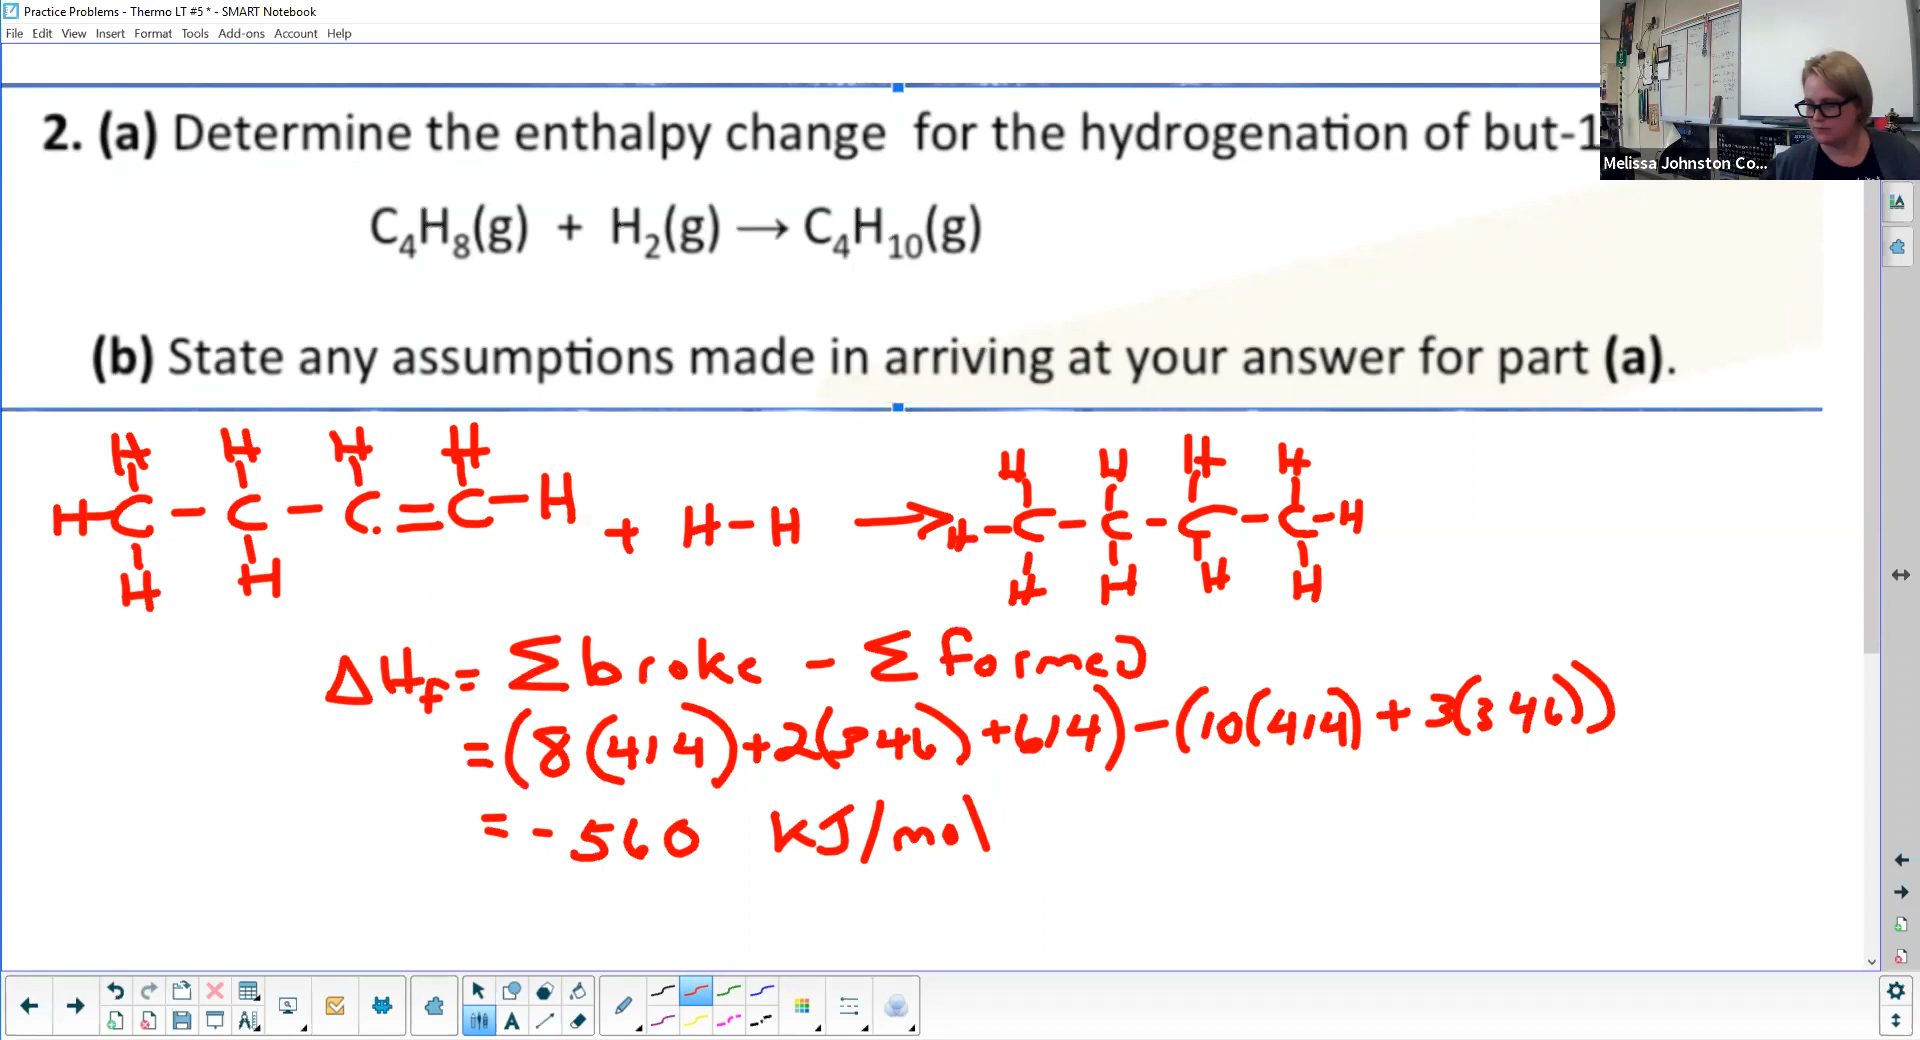 Practice Problems - Thermo LT #5 * - SMART Notebook
File Edit View Insert Format Tools Add-ons Account Help
Melissa Johnston Co...
2. (a) Determine the enthalpy change for the hydrogenation of but-1
C₄H₈(g) + H₂(g) → C₄H₁₀(g)
(b) State any assumptions made in arriving at your answer for part (a).
H H H H H H H H
H-C - C - C. = C - H + H - H → H - C - C - C - C - H
H H H H H H
ΔH_f = Σ broke - Σ formed
= (8(414) + 2(346) + 614) - (10(414) + 3(346))
= - 560 kJ/mol